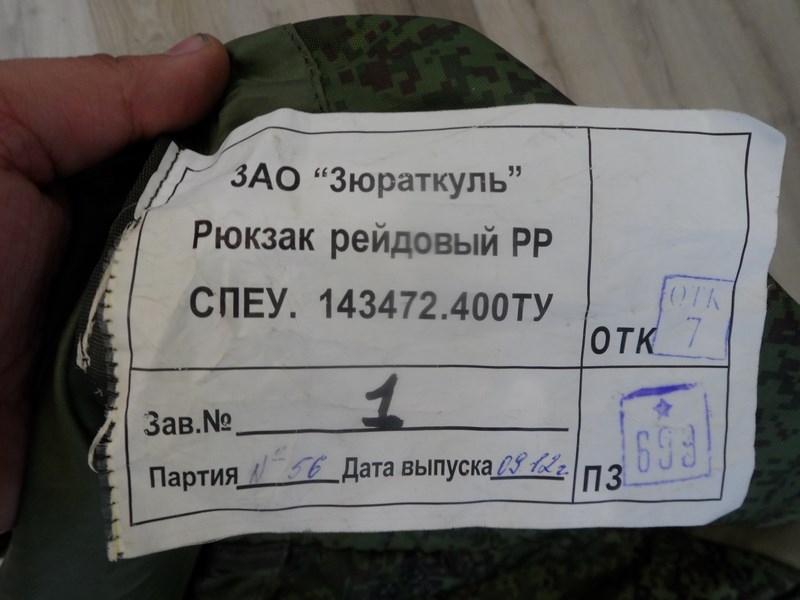 ЗАО “Зюраткуль”
Рюкзак рейдовый РР
СПЕУ. 143472.400ТУ
ОТК
ОТК
7
Зав.№ 1
Партия № 56 Дата выпуска 09.12г.
ПЗ
693